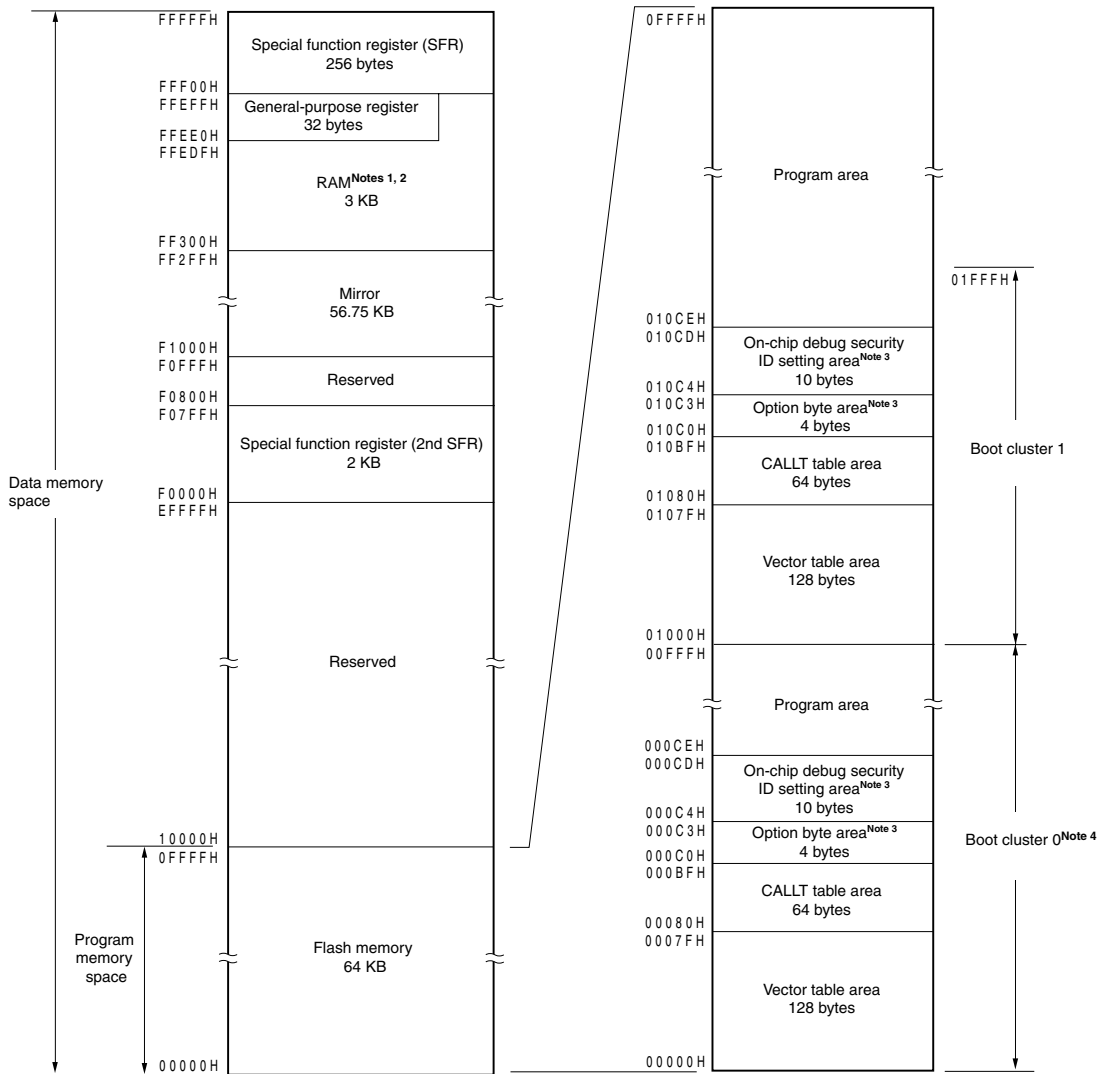 FFFFFH
Special function register (SFR)
256 bytes
FFF00H
FFEFFH
General-purpose register
32 bytes
FFEE0H
FFEDFH
RAMNotes 1, 2
3 KB
FF300H
FF2FFH
Mirror
56.75 KB
F1000H
F0FFFH
Reserved
F0800H
F07FFH
Special function register (2nd SFR)
2 KB
Data memory
space
F0000H
EFFFFH
Reserved
10000H
0FFFFH
Program
memory
space
Flash memory
64 KB
00000H
0FFFFH
Program area
01FFFH
010CEH
010CDH
On-chip debug security
ID setting areaNote 3
10 bytes
010C4H
010C3H
Option byte areaNote 3
4 bytes
010C0H
010BFH
Boot cluster 1
CALLT table area
64 bytes
01080H
0107FH
Vector table area
128 bytes
01000H
00FFFH
Program area
000CEH
000CDH
On-chip debug security
ID setting areaNote 3
10 bytes
000C4H
000C3H
Option byte areaNote 3
4 bytes
Boot cluster 0Note 4
000C0H
000BFH
CALLT table area
64 bytes
00080H
0007FH
Vector table area
128 bytes
00000H